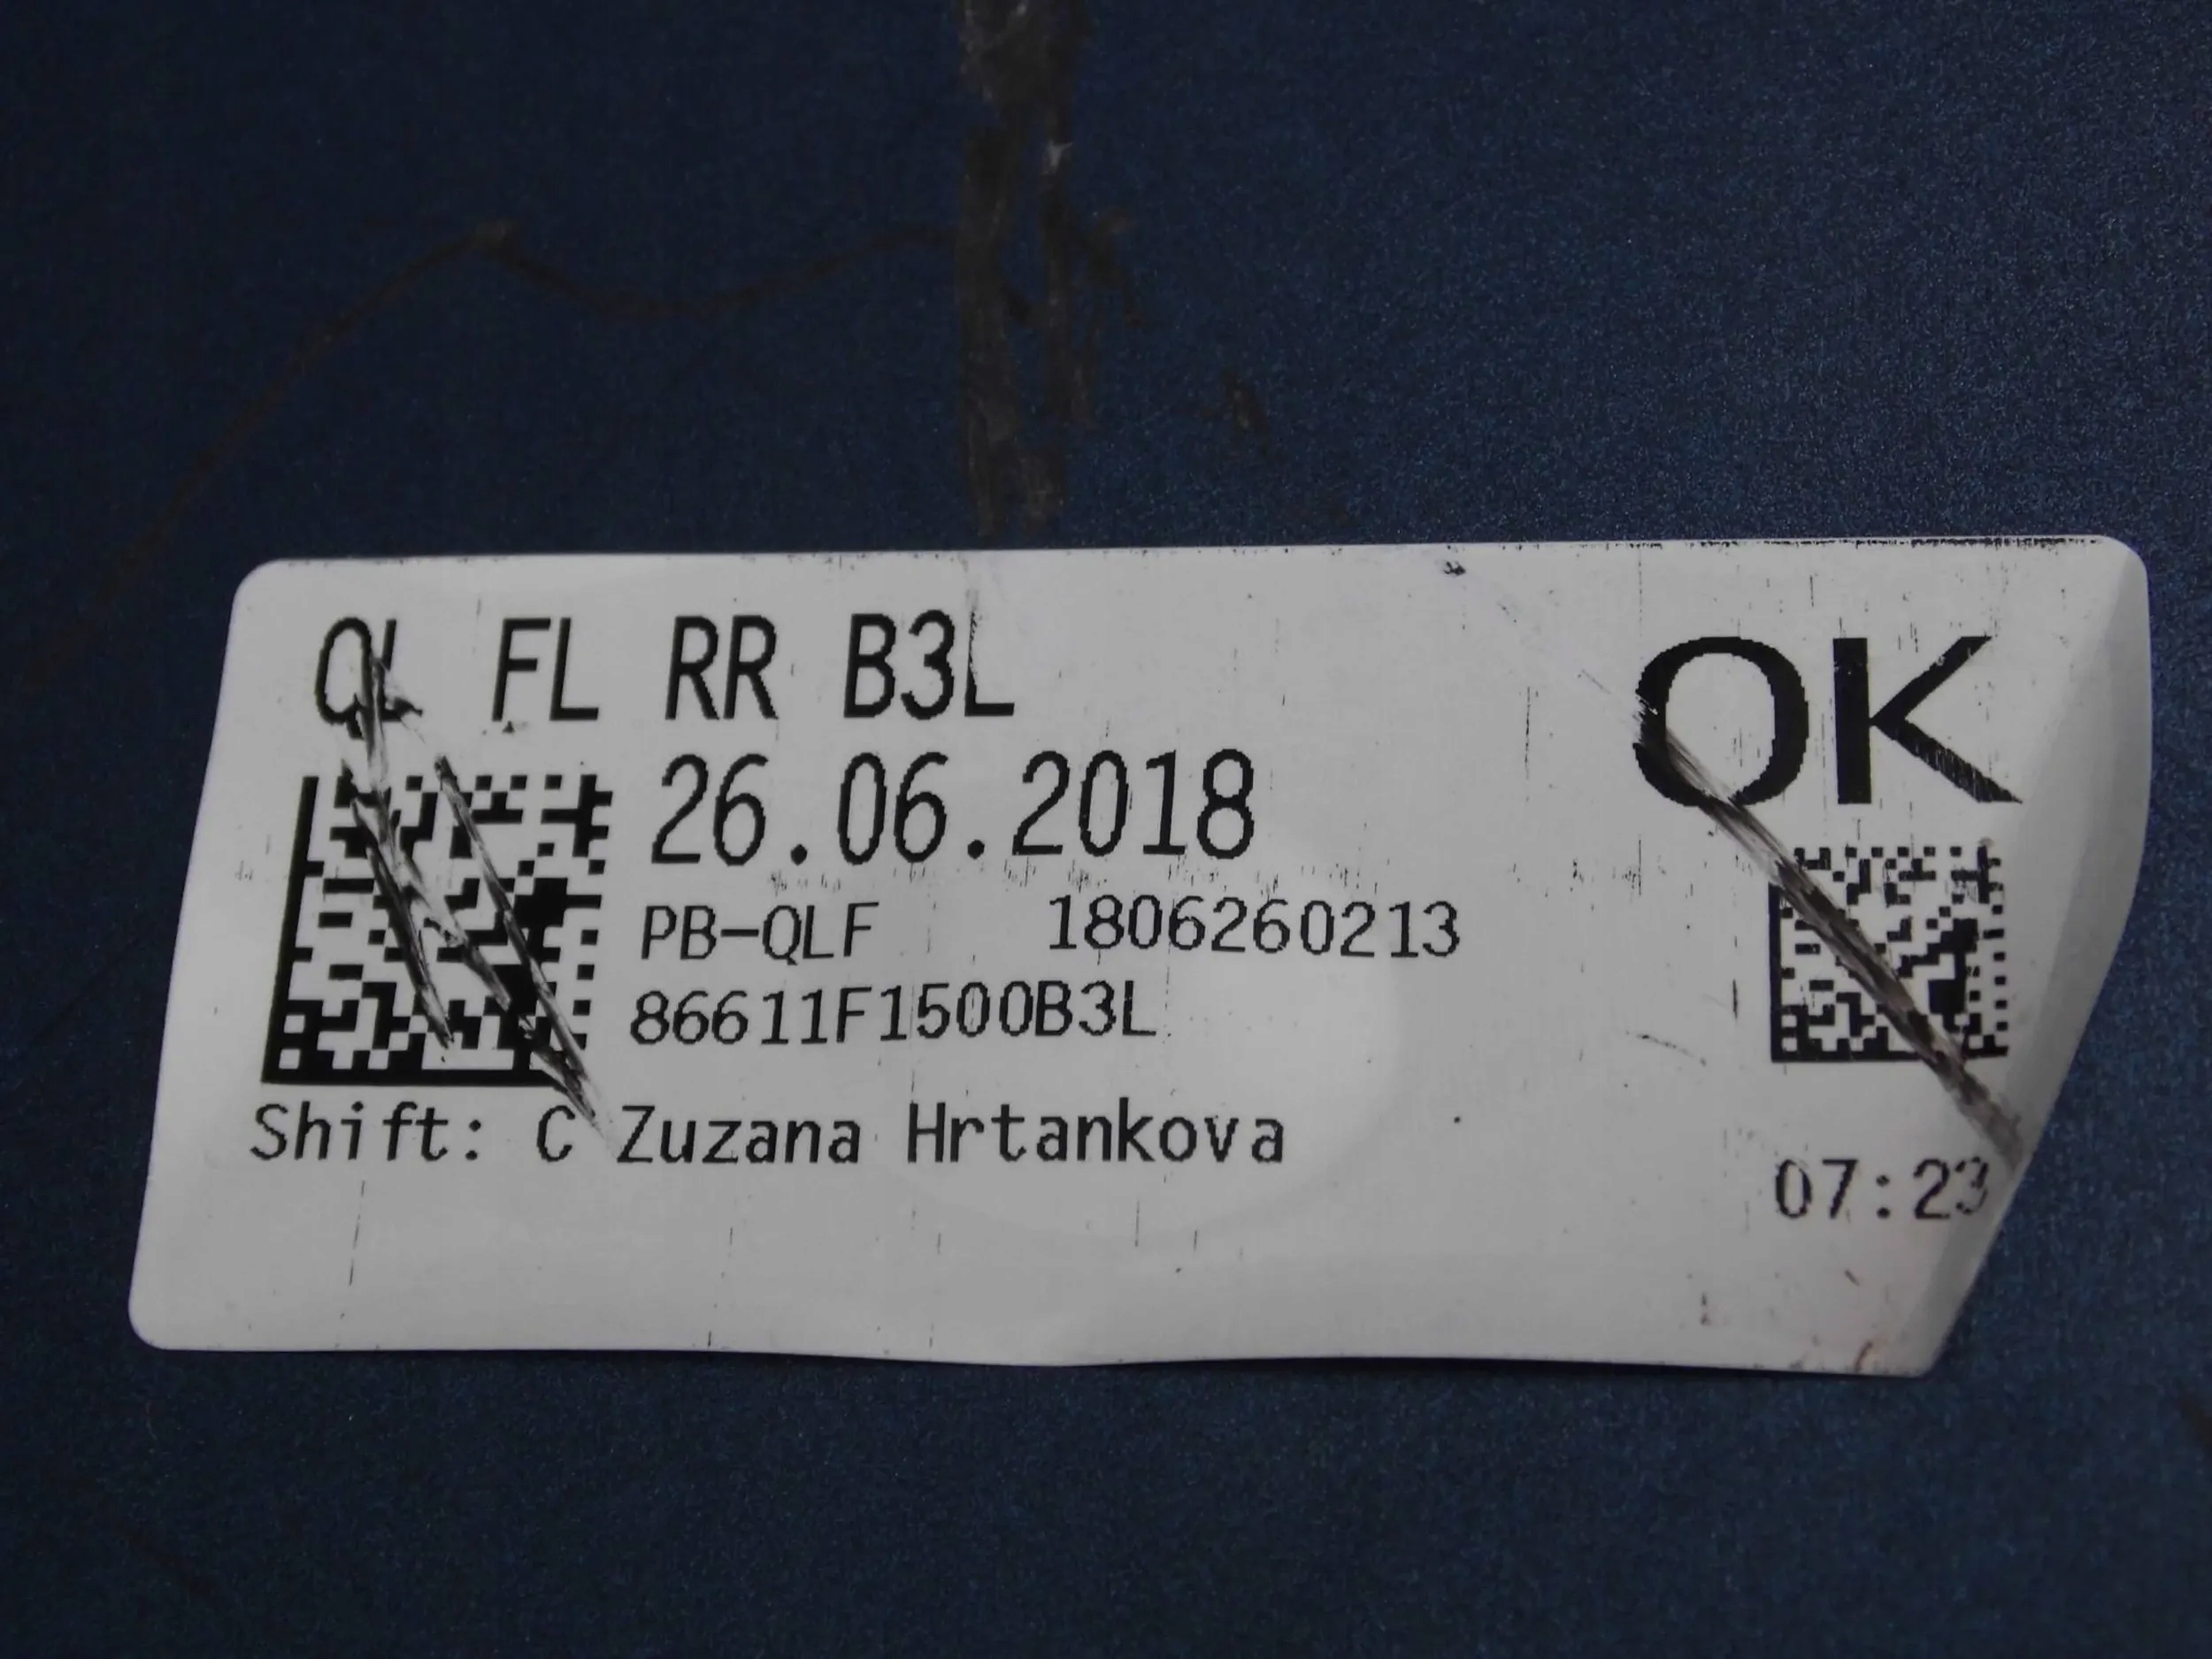 QL FL RR B3L
OK
26.06.2018
PB-QLF 1806260213
86611F1500B3L
Shift: C Zuzana Hrtankova
07:23